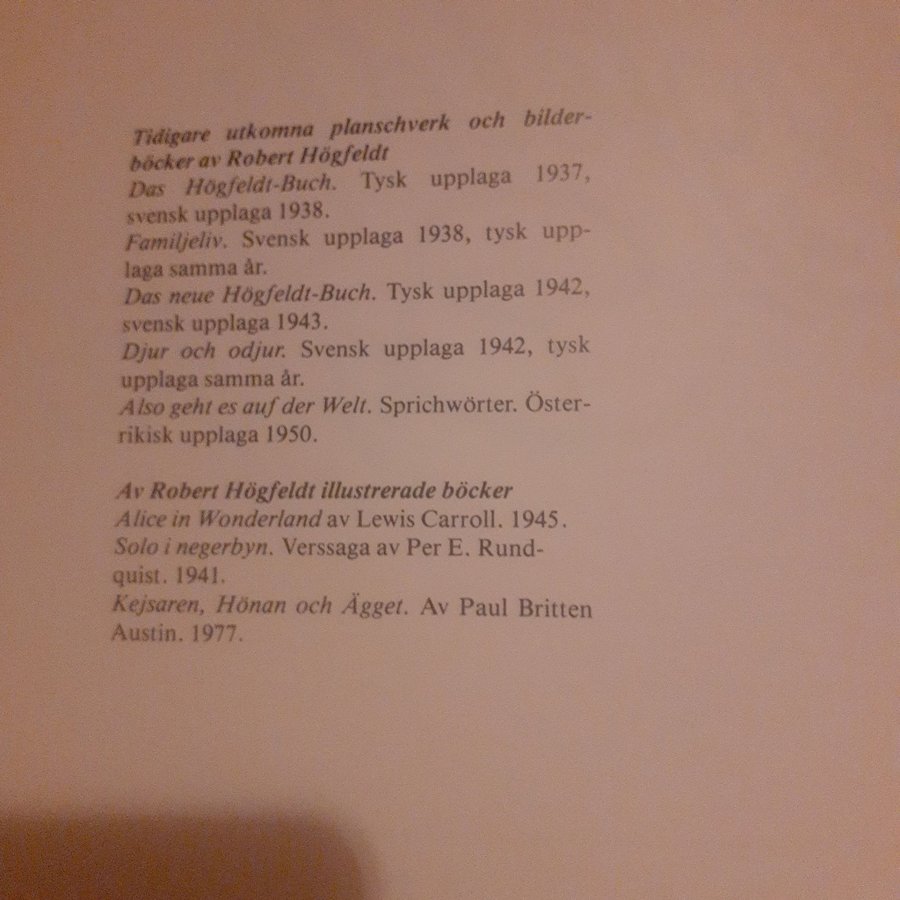 Tidigare utkomna planschverk och bilder-
böcker av Robert Högfeldt
Das Högfeldt-Buch. Tysk upplaga 1937,
svensk upplaga 1938.
Familjeliv. Svensk upplaga 1938, tysk upp-
laga samma år.
Das neue Högfeldt-Buch. Tysk upplaga 1942,
svensk upplaga 1943.
Djur och odjur. Svensk upplaga 1942, tysk
upplaga samma år.
Also geht es auf der Welt. Sprichwörter. Öster-
rikisk upplaga 1950.
Av Robert Högfeldt illustrerade böcker
Alice in Wonderland av Lewis Carroll. 1945.
Solo i negerbyn. Verssaga av Per E. Rund-
quist. 1941.
Kejsaren, Hönan och Ägget. Av Paul Britten
Austin. 1977.